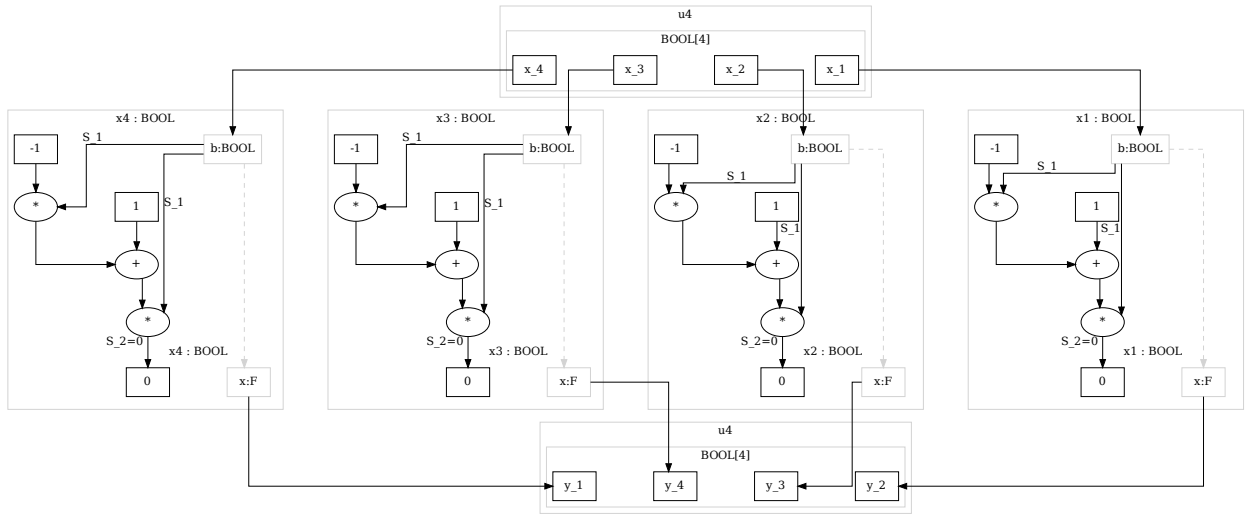 u4
BOOL[4]
x_4
x_3
x_2
x_1
x4 : BOOL
-1
S_1
b:BOOL
*
1
S_1
+
*
S_2=0
x4 : BOOL
0
x:F
x3 : BOOL
-1
S_1
b:BOOL
*
1
S_1
+
*
S_2=0
x3 : BOOL
0
x:F
x2 : BOOL
-1
b:BOOL
S_1
*
1
S_1
+
*
S_2=0
x2 : BOOL
0
x:F
x1 : BOOL
-1
b:BOOL
S_1
*
1
S_1
+
*
S_2=0
x1 : BOOL
0
x:F
u4
BOOL[4]
y_1
y_4
y_3
y_2